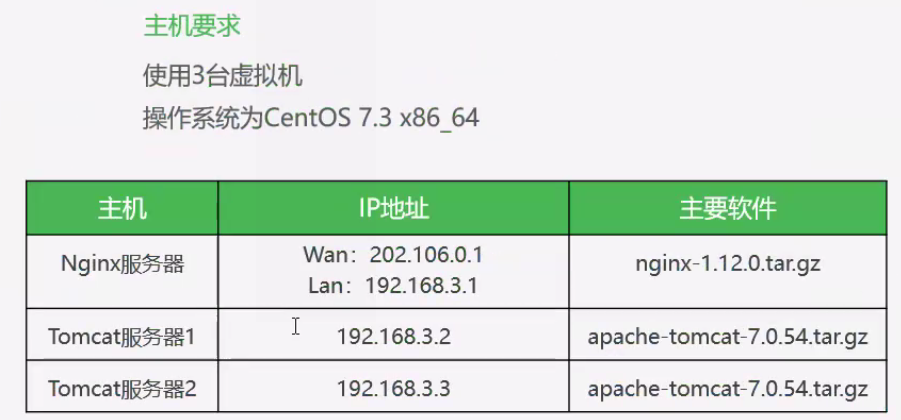 主机要求
使用3台虚拟机
操作系统为CentOS 7.3 x86_64
主机 IP地址 主要软件
Nginx服务器 Wan：202.106.0.1 nginx-1.12.0.tar.gz
Lan：192.168.3.1
Tomcat服务器1 192.168.3.2 apache-tomcat-7.0.54.tar.gz
Tomcat服务器2 192.168.3.3 apache-tomcat-7.0.54.tar.gz